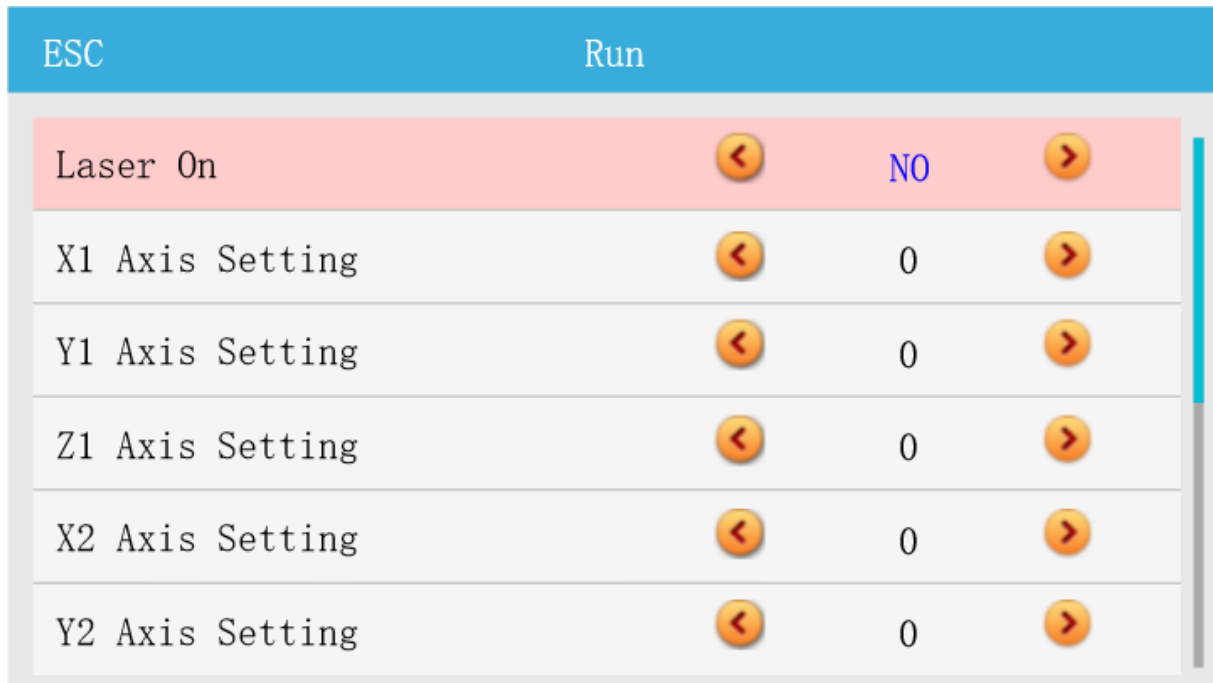 ESC Run
Laser On NO
X1 Axis Setting 0
Y1 Axis Setting 0
Z1 Axis Setting 0
X2 Axis Setting 0
Y2 Axis Setting 0